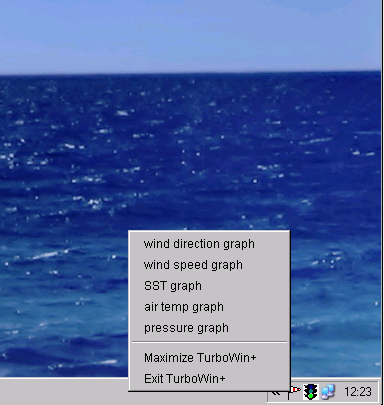 wind direction graph
wind speed graph
SST graph
air temp graph
pressure graph
Maximize TurboWin+
Exit TurboWin+
12:23